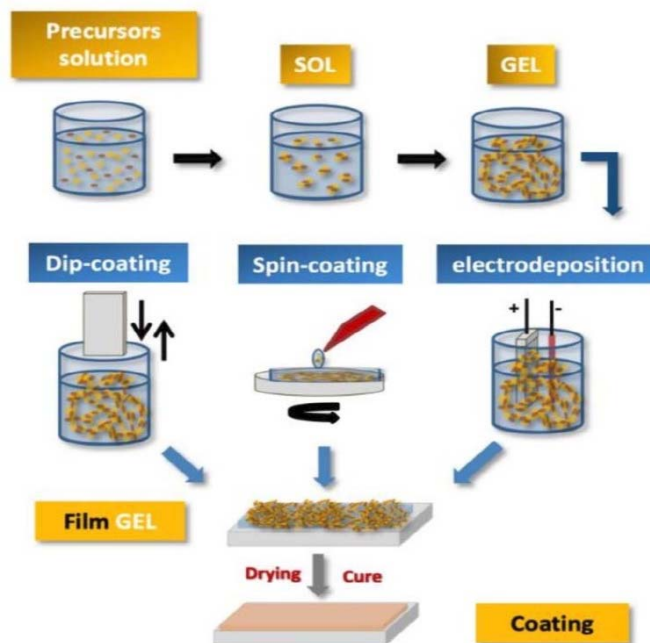 Precursors
solution
SOL
GEL
Dip-coating
Spin-coating
electrodeposition
+
-
Film GEL
Drying
Cure
Coating